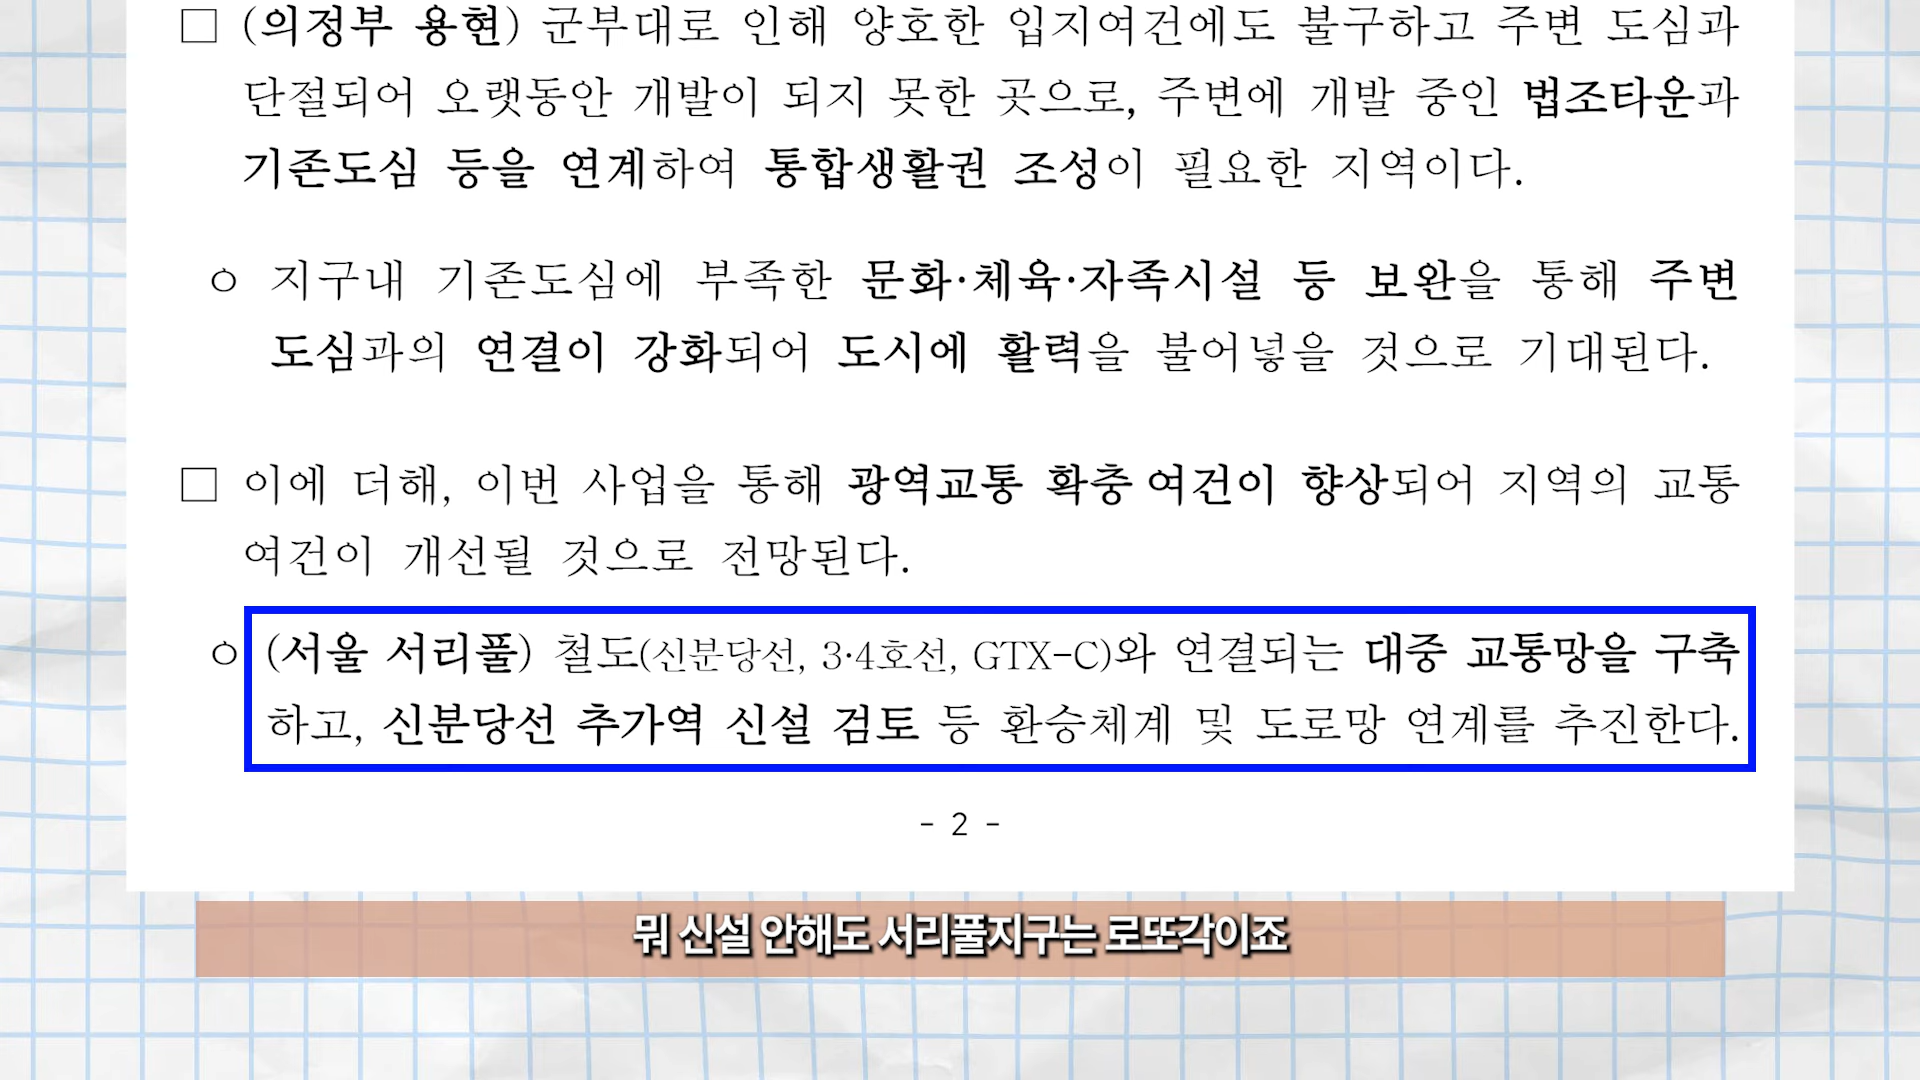 □ (의정부 용현) 군부대로 인해 양호한 입지여건에도 불구하고 주변 도심과
단절되어 오랫동안 개발이 되지 못한 곳으로, 주변에 개발 중인 법조타운과
기존도심 등을 연계하여 통합생활권 조성이 필요한 지역이다.
ㅇ 지구내 기존도심에 부족한 문화·체육·자족시설 등 보완을 통해 주변
도심과의 연결이 강화되어 도시에 활력을 불어넣을 것으로 기대된다.
□ 이에 더해, 이번 사업을 통해 광역교통 확충 여건이 향상되어 지역의 교통
여건이 개선될 것으로 전망된다.
ㅇ (서울 서리풀) 철도(신분당선, 3·4호선, GTX-C)와 연결되는 대중 교통망을 구축
하고, 신분당선 추가역 신설 검토 등 환승체계 및 도로망 연계를 추진한다.
- 2 -
뭐 신설 안해도 서리풀지구는 로또각이죠